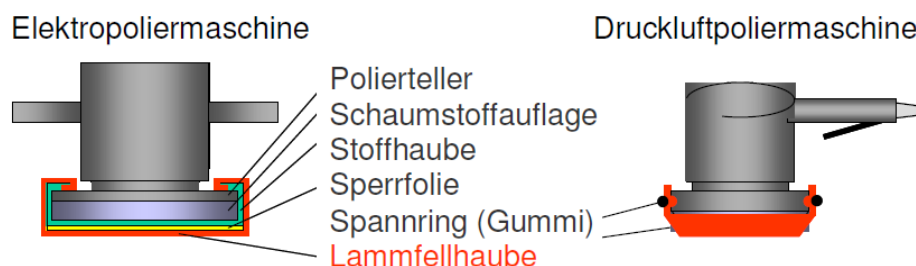 Elektropoliermaschine
Druckluftpoliermaschine
Polierteller
Schaumstoffauflage
Stoffhaube
Sperrfolie
Spannring (Gummi)
Lammfellhaube